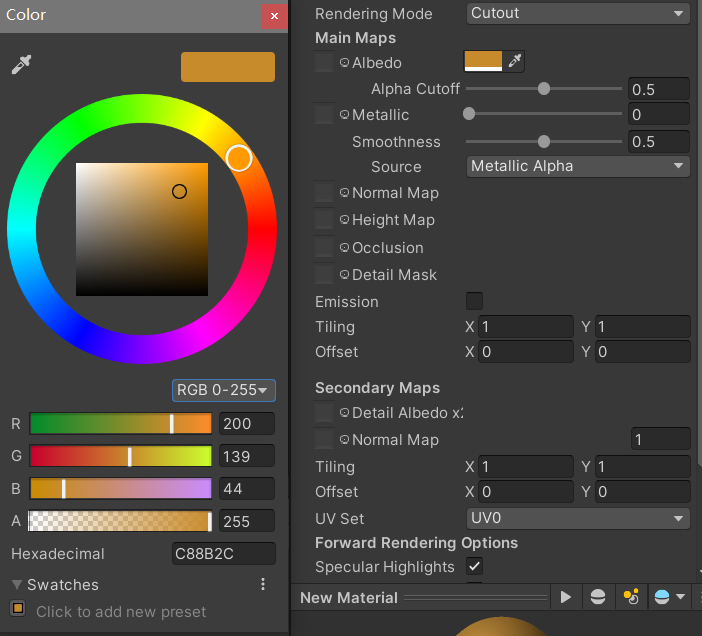 Color
RGB 0-255
R 200
G 139
B 44
A 255
Hexadecimal C88B2C
Swatches
Click to add new preset
Rendering Mode Cutout
Main Maps
Albedo
Alpha Cutoff 0.5
Metallic 0
Smoothness 0.5
Source Metallic Alpha
Normal Map
Height Map
Occlusion
Detail Mask
Emission
Tiling X 1 Y 1
Offset X 0 Y 0
Secondary Maps
Detail Albedo x2
Normal Map 1
Tiling X 1 Y 1
Offset X 0 Y 0
UV Set UV0
Forward Rendering Options
Specular Highlights
New Material